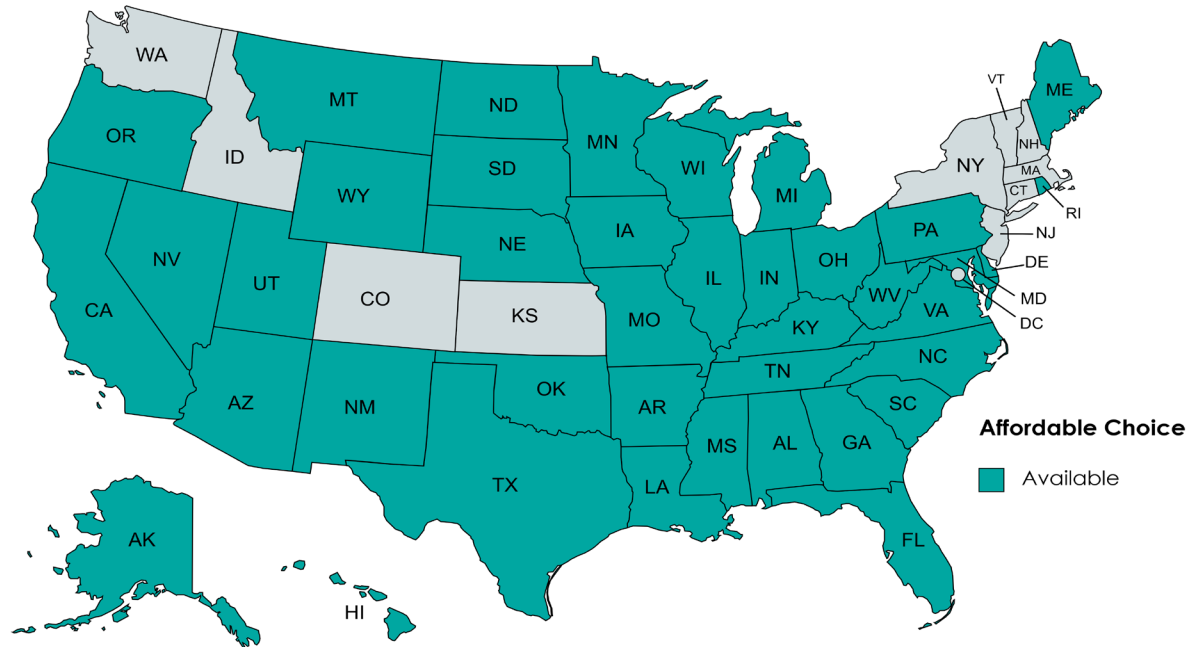 WA
MT
ND
MN
VT
ME
OR
ID
WY
SD
WI
MI
NY
NH
MA
CT
RI
NV
UT
NE
IA
PA
NJ
CA
CO
KS
IL
IN
OH
DE
MO
KY
WV
VA
MD
DC
AZ
NM
OK
AR
TN
NC
SC
TX
LA
MS
AL
GA
FL
AK
HI
Affordable Choice
Available